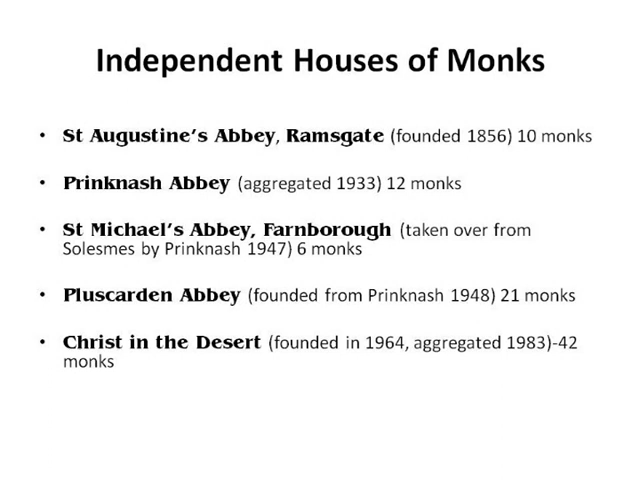 Independent Houses of Monks
• St Augustine's Abbey, Ramsgate (founded 1856) 10 monks
• Prinknash Abbey (aggregated 1933) 12 monks
• St Michael's Abbey, Farnborough (taken over from
Solesmes by Prinknash 1947) 6 monks
• Pluscarden Abbey (founded from Prinknash 1948) 21 monks
• Christ in the Desert (founded in 1964, aggregated 1983)-42
monks